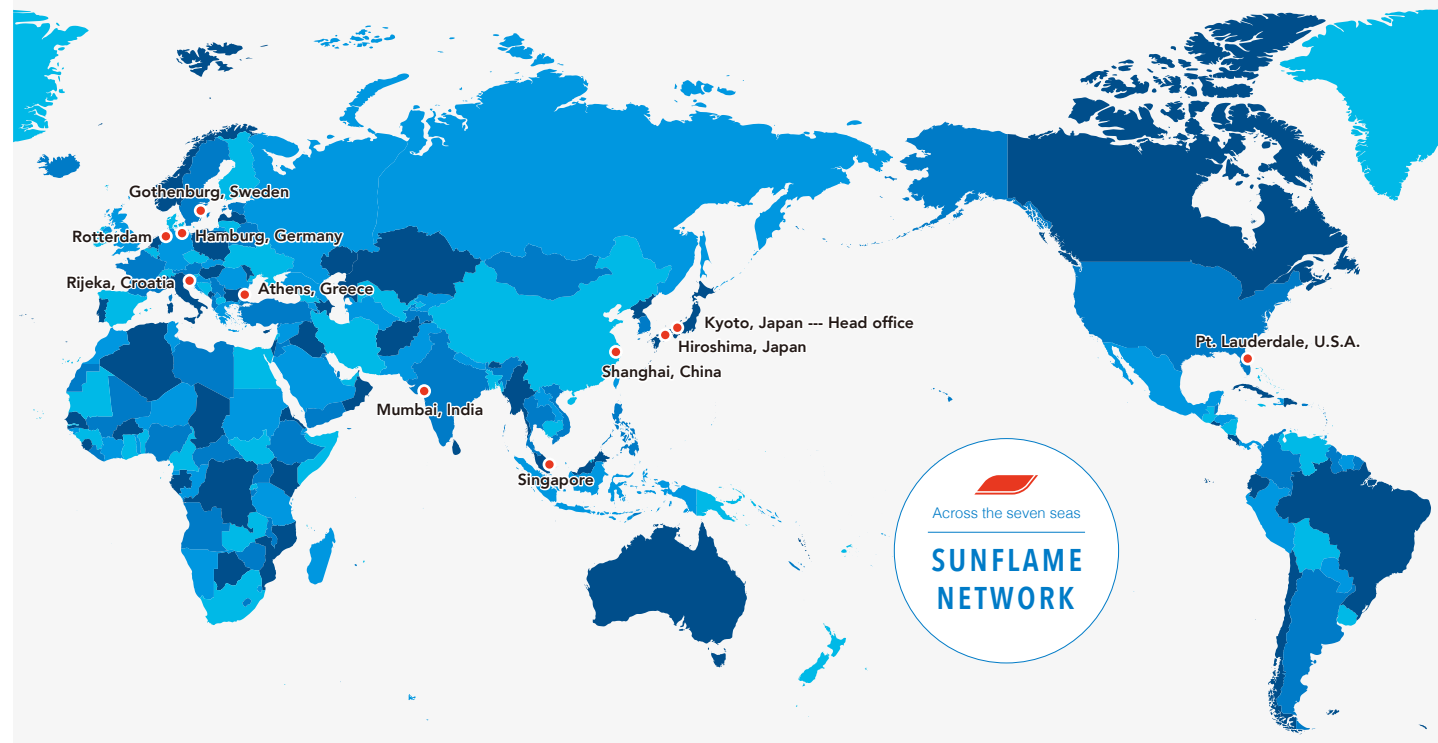 Gothenburg, Sweden
Rotterdam
Hamburg, Germany
Rijeka, Croatia
Athens, Greece
Kyoto, Japan --- Head office
Hiroshima, Japan
Shanghai, China
Pt. Lauderdale, U.S.A.
Mumbai, India
Singapore
Across the seven seas
SUNFLAME
NETWORK